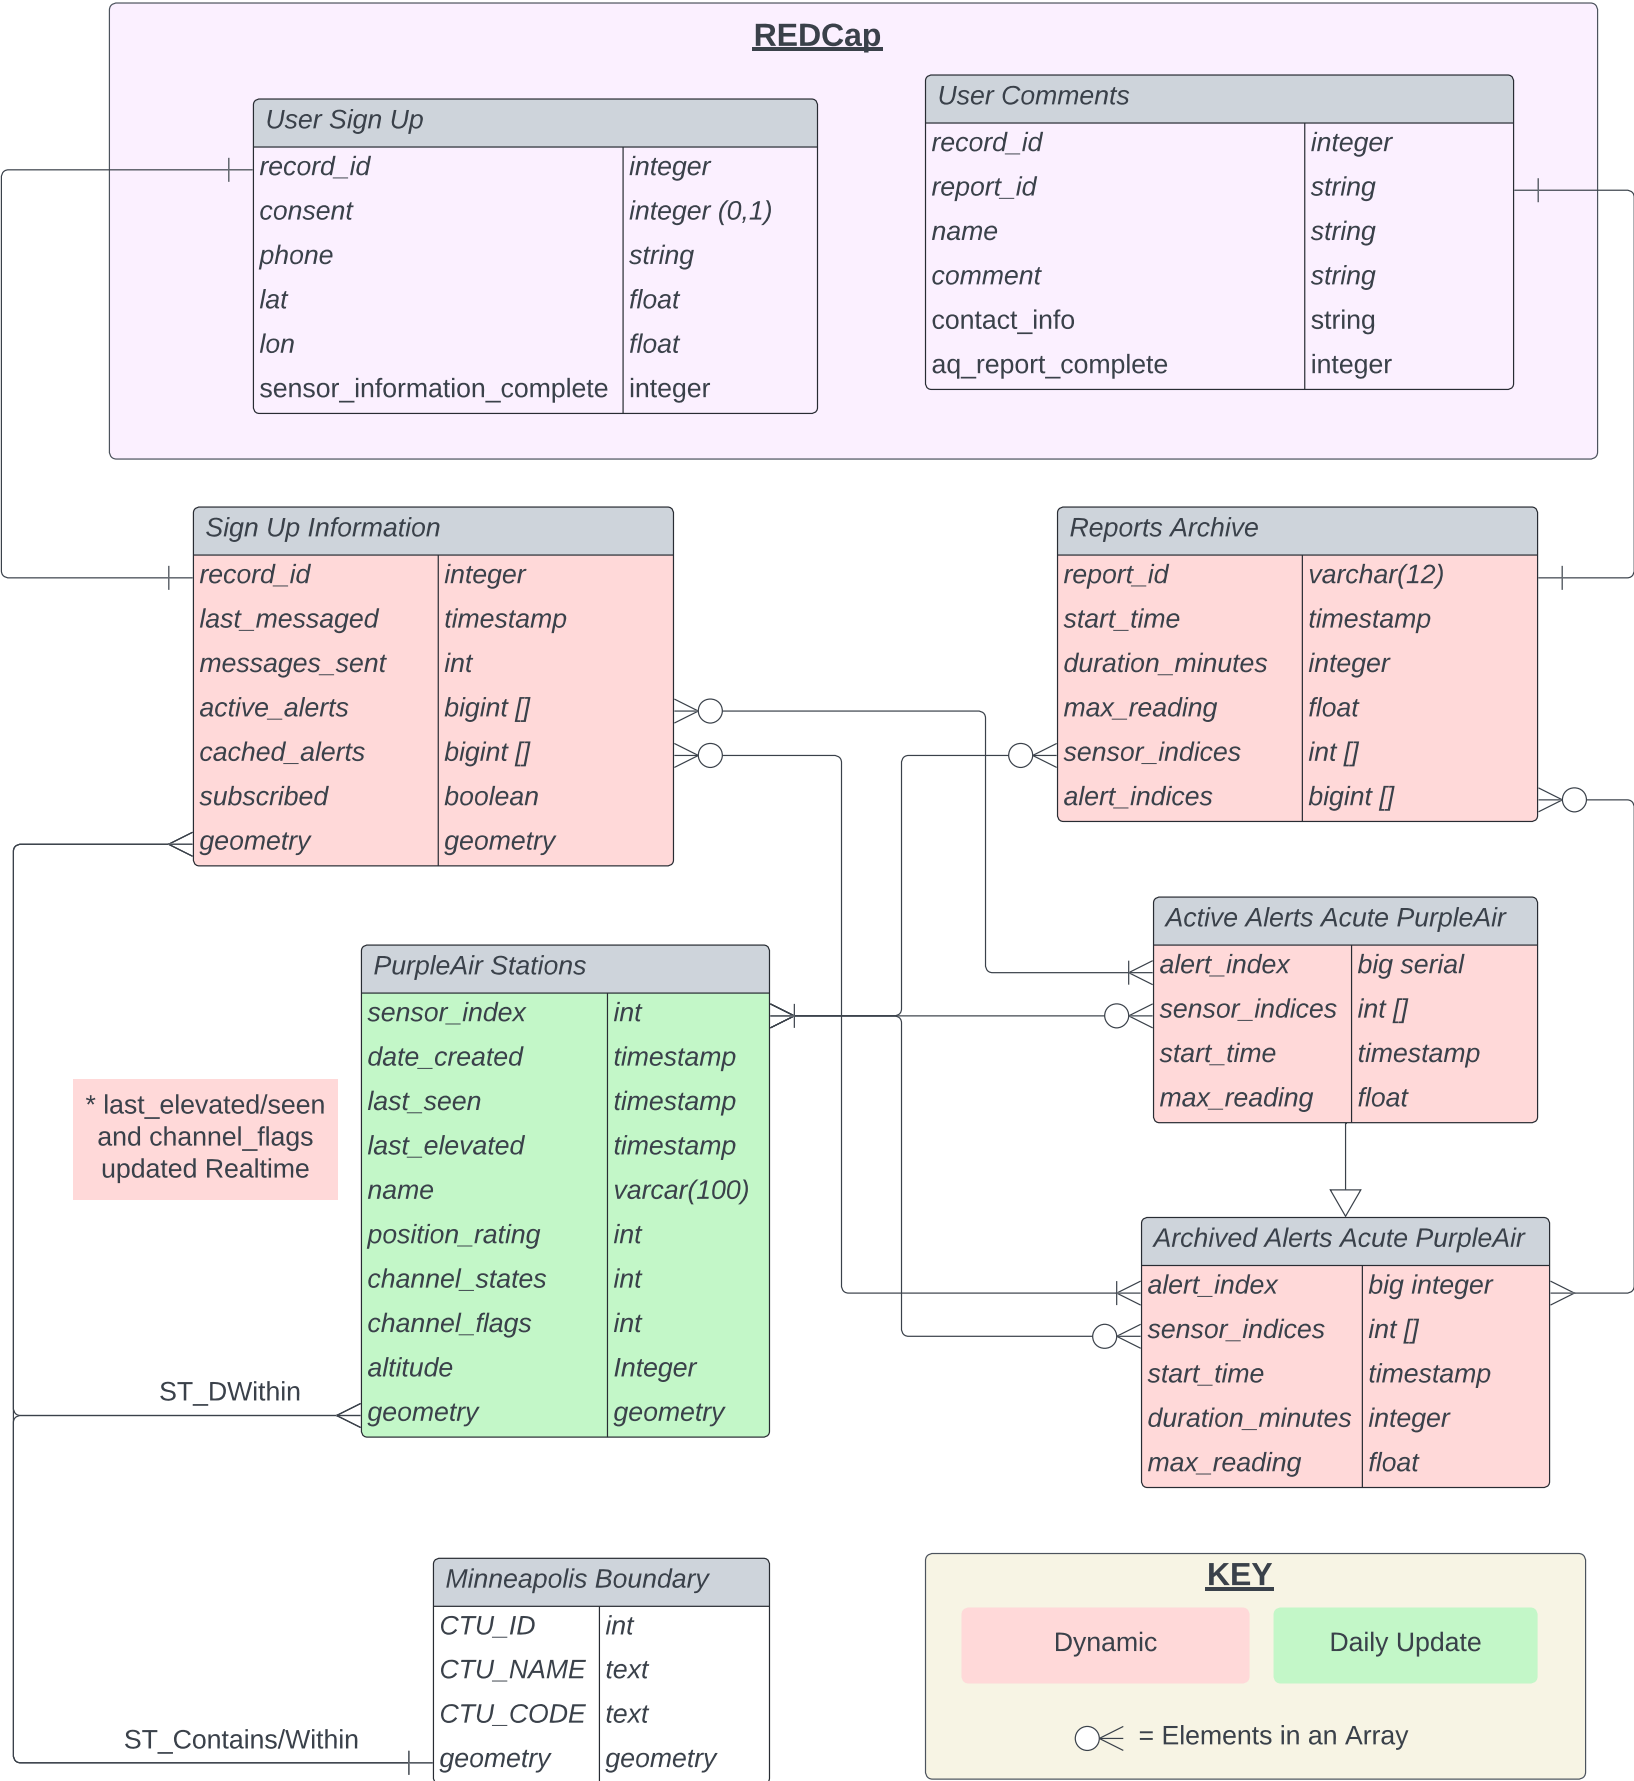 REDCap
User Sign Up
record_id integer
consent integer (0,1)
phone string
lat float
lon float
sensor_information_complete integer
User Comments
record_id integer
report_id string
name string
comment string
contact_info string
aq_report_complete integer
Sign Up Information
record_id integer
last_messaged timestamp
messages_sent int
active_alerts bigint []
cached_alerts bigint []
subscribed boolean
geometry geometry
Reports Archive
report_id varchar(12)
start_time timestamp
duration_minutes integer
max_reading float
sensor_indices int []
alert_indices bigint []
Active Alerts Acute PurpleAir
alert_index big serial
sensor_indices int []
start_time timestamp
max_reading float
PurpleAir Stations
sensor_index int
date_created timestamp
last_seen timestamp
last_elevated timestamp
name varcar(100)
position_rating int
channel_states int
channel_flags int
altitude Integer
geometry geometry
* last_elevated/seen
and channel_flags
updated Realtime
ST_DWithin
Archived Alerts Acute PurpleAir
alert_index big integer
sensor_indices int []
start_time timestamp
duration_minutes integer
max_reading float
Minneapolis Boundary
CTU_ID int
CTU_NAME text
CTU_CODE text
geometry geometry
ST_Contains/Within
KEY
Dynamic
Daily Update
= Elements in an Array